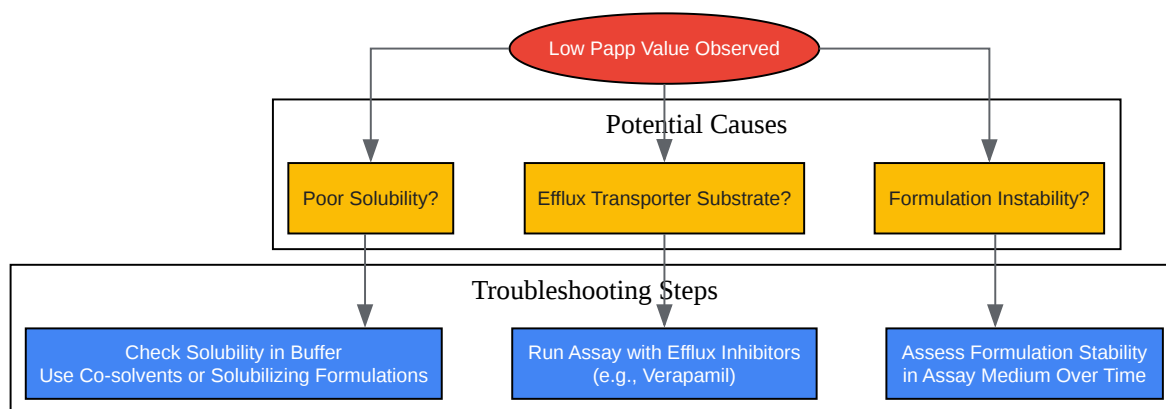 Low Papp Value Observed
Potential Causes
Poor Solubility?
Efflux Transporter Substrate?
Formulation Instability?
Troubleshooting Steps
Check Solubility in Buffer
Use Co-solvents or Solubilizing Formulations
Run Assay with Efflux Inhibitors
(e.g., Verapamil)
Assess Formulation Stability
in Assay Medium Over Time